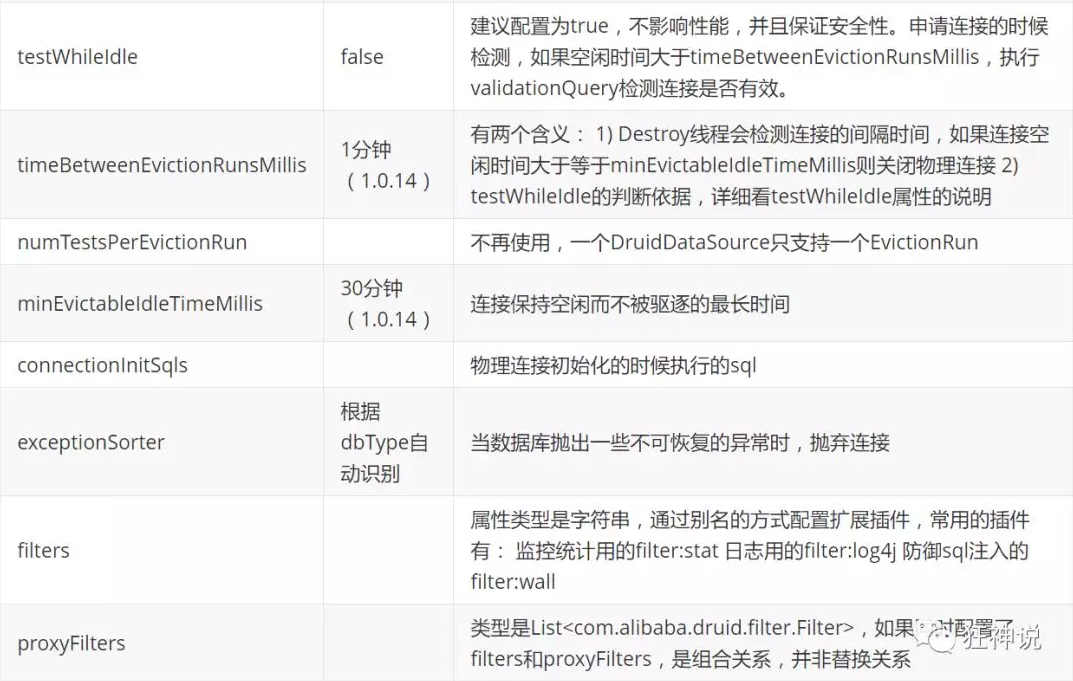 建议配置为true，不影响性能，并且保证安全性。申请连接的时候
testWhileIdle
false
检测，如果空闲时间大于timeBetweenEvictionRunsMillis，执行
validationQuery检测连接是否有效。
timeBetweenEvictionRunsMillis
1分钟
（1.0.14）
有两个含义： 1) Destroy线程会检测连接的间隔时间，如果连接空
闲时间大于等于minEvictableIdleTimeMillis则关闭物理连接 2)
testWhileIdle的判断依据，详细看testWhileIdle属性的说明
numTestsPerEvictionRun
不再使用，一个DruidDataSource只支持一个EvictionRun
minEvictableIdleTimeMillis
30分钟
（1.0.14）
连接保持空闲而不被驱逐的最长时间
connectionInitSqls
物理连接初始化的时候执行的sql
exceptionSorter
根据
dbType自
动识别
当数据库抛出一些不可恢复的异常时，抛弃连接
filters
属性类型是字符串，通过别名的方式配置扩展插件，常用的插件
有： 监控统计用的filter:stat 日志用的filter:log4j 防御sql注入的
filter:wall
proxyFilters
类型是List<com.alibaba.druid.filter.Filter>，如果时配置了
filters和proxyFilters，是组合关系，并非替换关系
狂神说